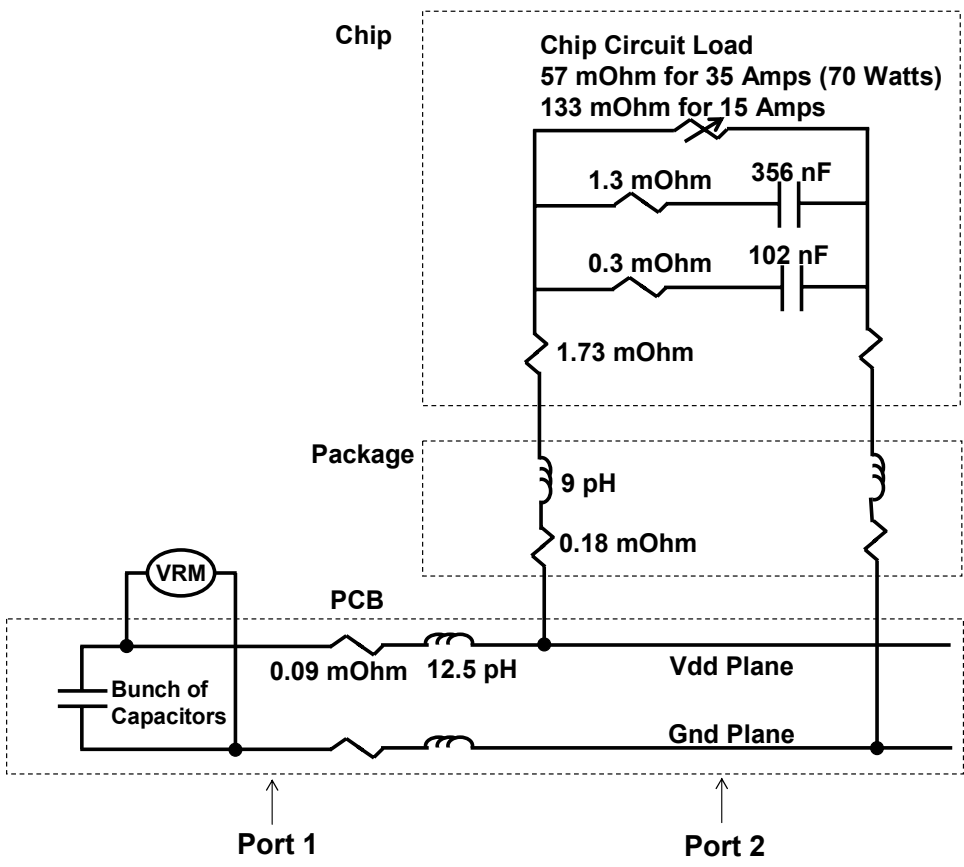 Chip
Chip Circuit Load
57 mOhm for 35 Amps (70 Watts)
133 mOhm for 15 Amps
1.3 mOhm
356 nF
0.3 mOhm
102 nF
1.73 mOhm
Package
9 pH
0.18 mOhm
VRM
PCB
0.09 mOhm
12.5 pH
Vdd Plane
Bunch of
Capacitors
Gnd Plane
Port 1
Port 2